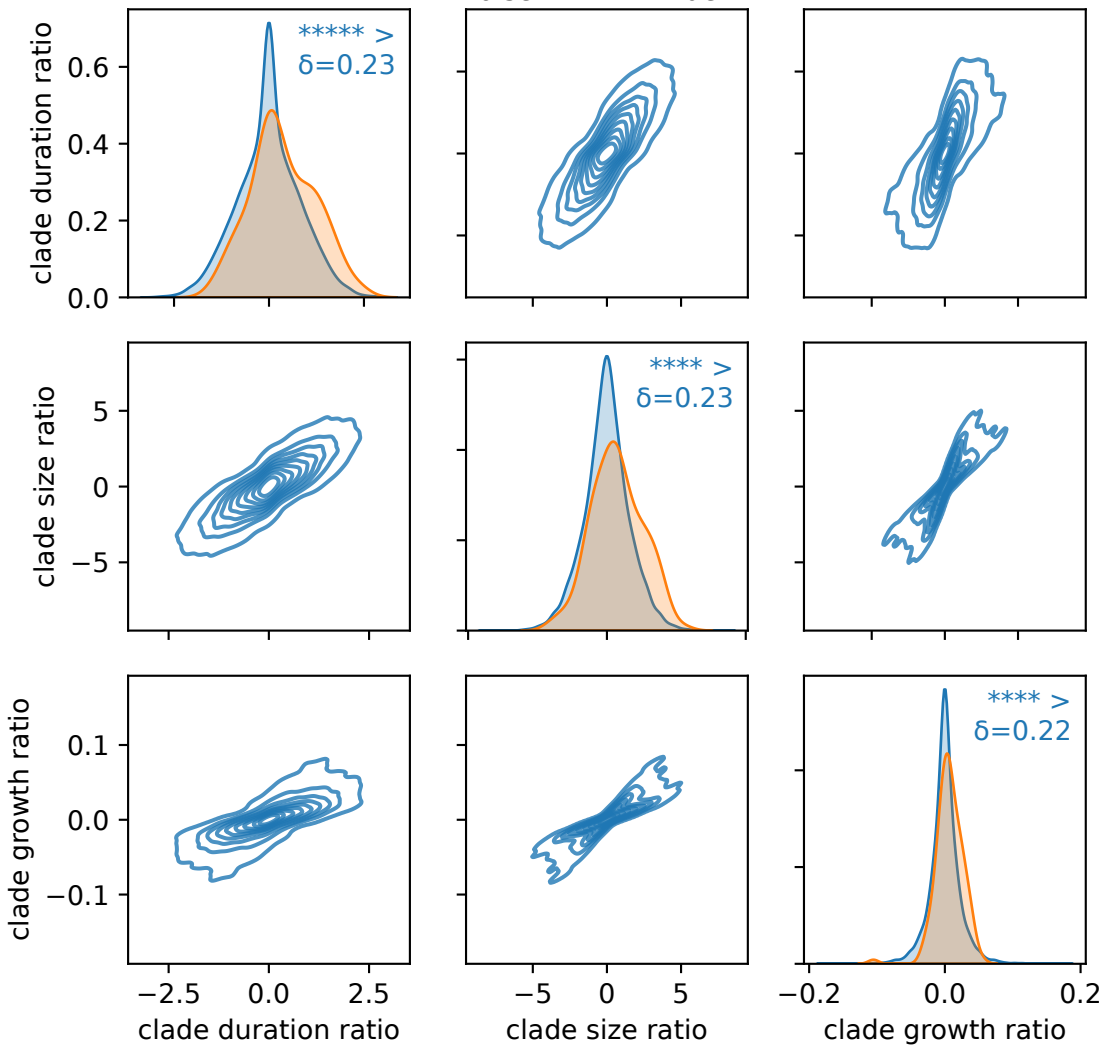 clade duration ratio
0.6
0.4
0.2
0.0
***** >
δ=0.23
clade size ratio
5
0
−5
**** >
δ=0.23
clade growth ratio
0.1
0.0
−0.1
**** >
δ=0.22
−2.5 0.0 2.5
clade duration ratio
−5 0 5
clade size ratio
−0.2 0.0 0.2
clade growth ratio